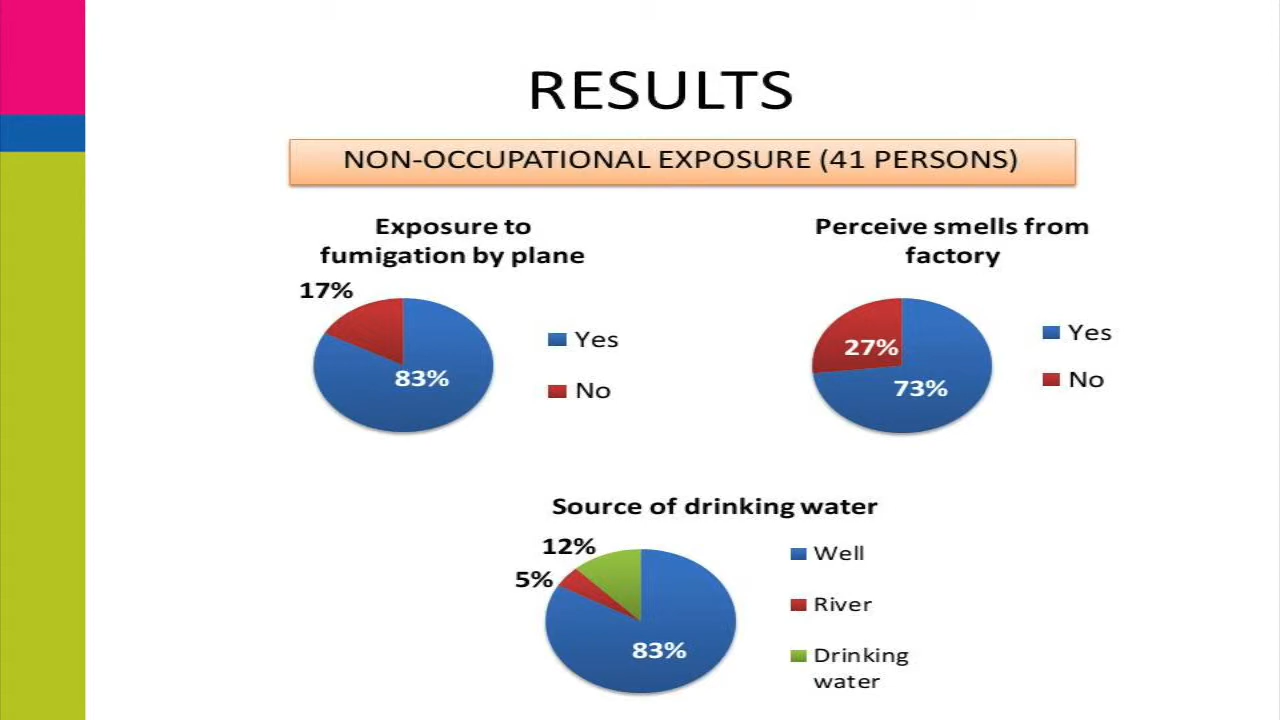 RESULTS
NON-OCCUPATIONAL EXPOSURE (41 PERSONS)
Exposure to
fumigation by plane
17%
83%
Yes
No
Perceive smells from
factory
27%
73%
Yes
No
Source of drinking water
12%
5%
83%
Well
River
Drinking
water